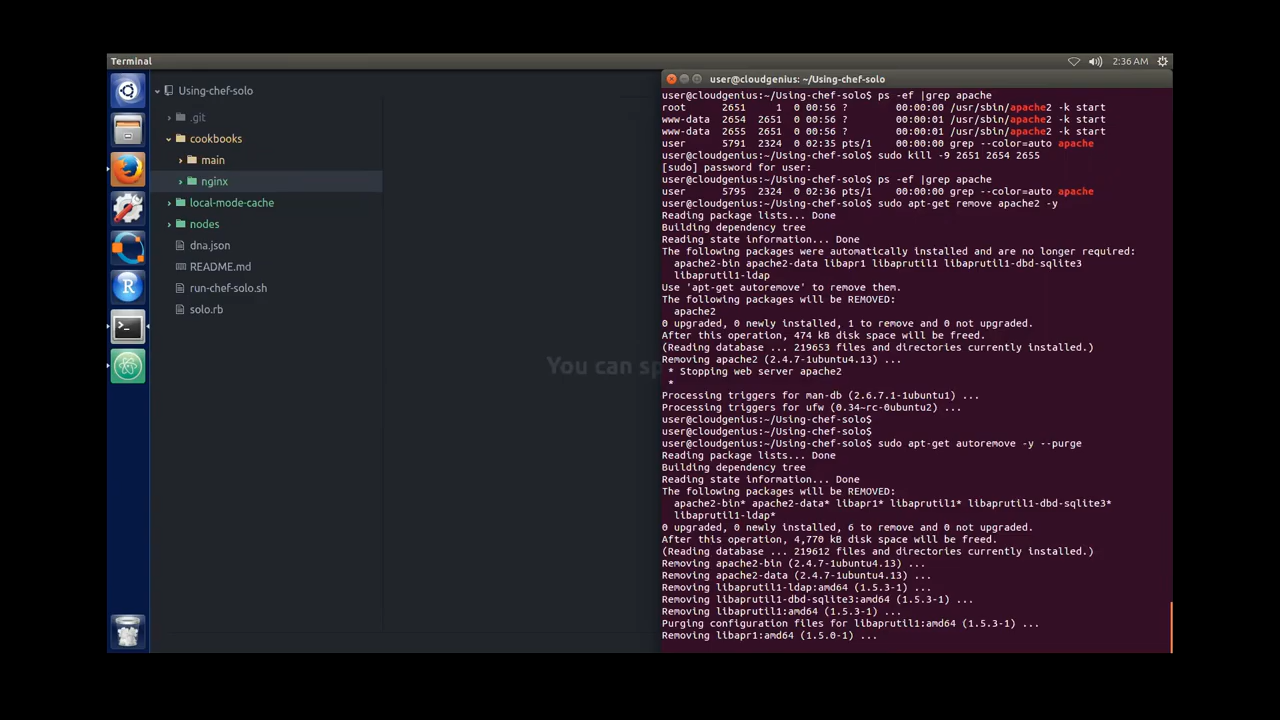 Terminal
2:36 AM
Using-chef-solo
.git
cookbooks
main
nginx
local-mode-cache
nodes
dna.json
README.md
run-chef-solo.sh
solo.rb
You can sp
user@cloudgenius: ~/Using-chef-solo
user@cloudgenius:~/Using-chef-solo$ ps -ef |grep apache
root 2651 1 0 00:56 ? 00:00:00 /usr/sbin/apache2 -k start
www-data 2654 2651 0 00:56 ? 00:00:01 /usr/sbin/apache2 -k start
www-data 2655 2651 0 00:56 ? 00:00:01 /usr/sbin/apache2 -k start
user 5791 2324 0 02:35 pts/1 00:00:00 grep --color=auto apache
user@cloudgenius:~/Using-chef-solo$ sudo kill -9 2651 2654 2655
[sudo] password for user:
user@cloudgenius:~/Using-chef-solo$ ps -ef |grep apache
user 5795 2324 0 02:36 pts/1 00:00:00 grep --color=auto apache
user@cloudgenius:~/Using-chef-solo$ sudo apt-get remove apache2 -y
Reading package lists... Done
Building dependency tree
Reading state information... Done
The following packages were automatically installed and are no longer required:
apache2-bin apache2-data libapr1 libaprutil1 libaprutil1-dbd-sqlite3
libaprutil1-ldap
Use 'apt-get autoremove' to remove them.
The following packages will be REMOVED:
apache2
0 upgraded, 0 newly installed, 1 to remove and 0 not upgraded.
After this operation, 474 kB disk space will be freed.
(Reading database ... 219653 files and directories currently installed.)
Removing apache2 (2.4.7-1ubuntu4.13) ...
* Stopping web server apache2
*
Processing triggers for man-db (2.6.7.1-1ubuntu1) ...
Processing triggers for ufw (0.34~rc-0ubuntu2) ...
user@cloudgenius:~/Using-chef-solo$
user@cloudgenius:~/Using-chef-solo$
user@cloudgenius:~/Using-chef-solo$ sudo apt-get autoremove -y --purge
Reading package lists... Done
Building dependency tree
Reading state information... Done
The following packages will be REMOVED:
apache2-bin* apache2-data* libapr1* libaprutil1* libaprutil1-dbd-sqlite3*
libaprutil1-ldap*
0 upgraded, 0 newly installed, 6 to remove and 0 not upgraded.
After this operation, 4,770 kB disk space will be freed.
(Reading database ... 219612 files and directories currently installed.)
Removing apache2-bin (2.4.7-1ubuntu4.13) ...
Removing apache2-data (2.4.7-1ubuntu4.13) ...
Removing libaprutil1-ldap:amd64 (1.5.3-1) ...
Removing libaprutil1-dbd-sqlite3:amd64 (1.5.3-1) ...
Removing libaprutil1:amd64 (1.5.3-1) ...
Purging configuration files for libaprutil1:amd64 (1.5.3-1) ...
Removing libapr1:amd64 (1.5.0-1) ...